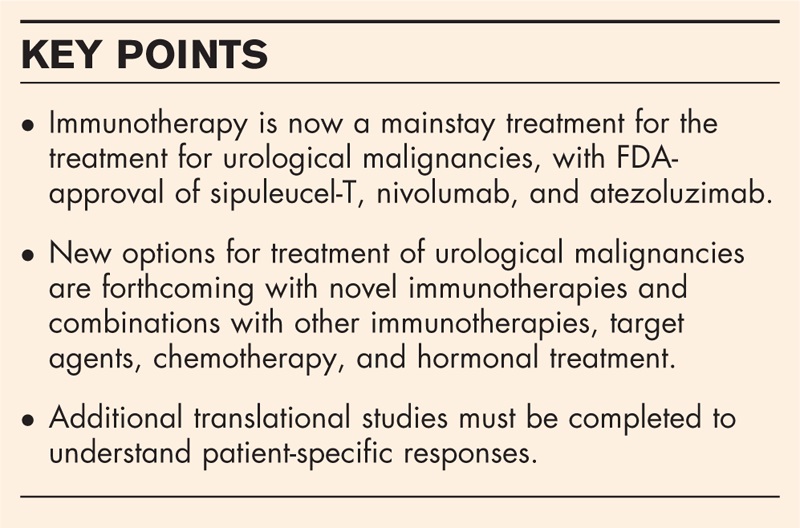 KEY POINTS
• Immunotherapy is now a mainstay treatment for the
treatment for urological malignancies, with FDA-
approval of sipuleucel-T, nivolumab, and atezoluzimab.
• New options for treatment of urological malignancies
are forthcoming with novel immunotherapies and
combinations with other immunotherapies, target
agents, chemotherapy, and hormonal treatment.
• Additional translational studies must be completed to
understand patient-specific responses.